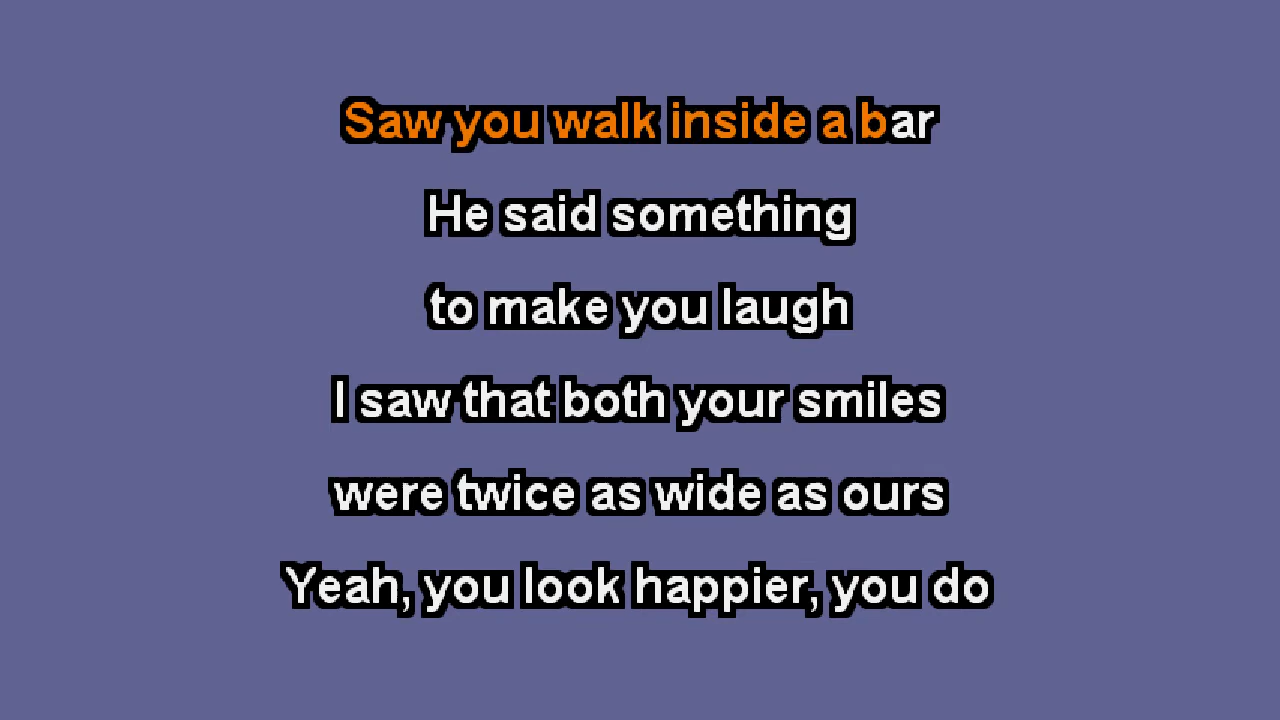 Saw you walk inside a bar
He said something
to make you laugh
I saw that both your smiles
were twice as wide as ours
Yeah, you look happier, you do